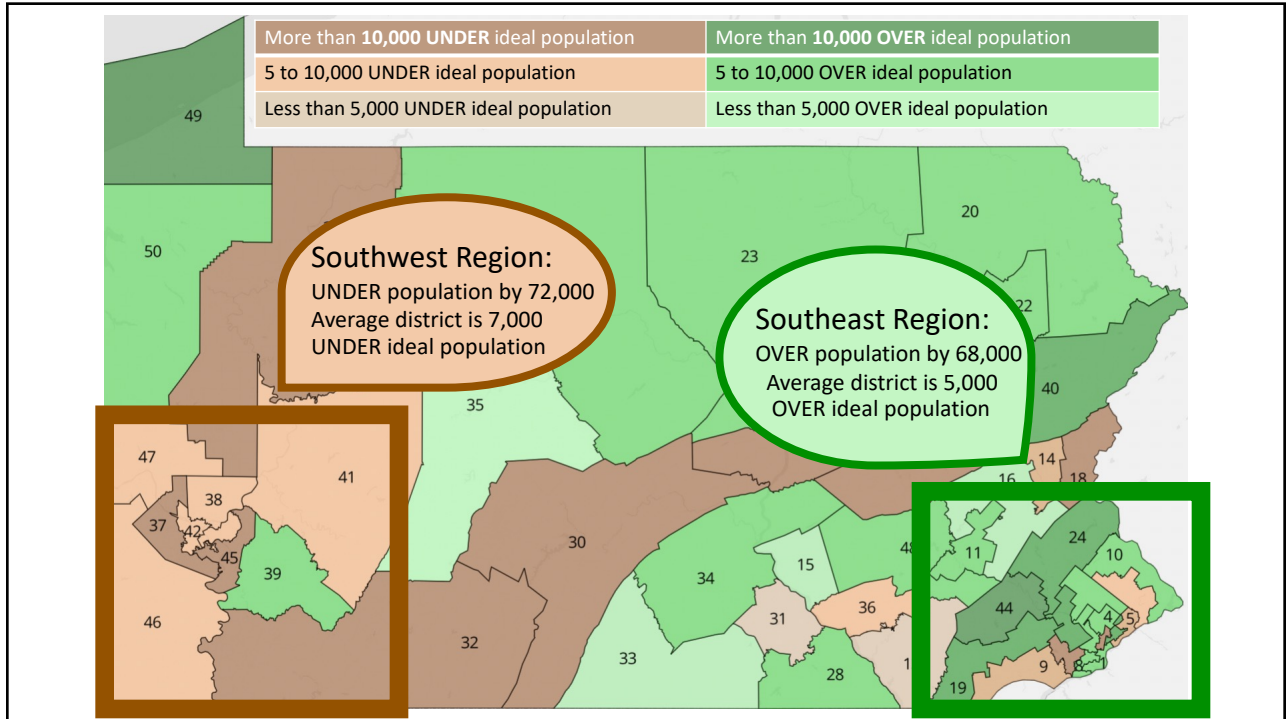 More than 10,000 UNDER ideal population
More than 10,000 OVER ideal population
5 to 10,000 UNDER ideal population
5 to 10,000 OVER ideal population
Less than 5,000 UNDER ideal population
Less than 5,000 OVER ideal population
49
50
23
20
22
Southwest Region:
UNDER population by 72,000
Average district is 7,000
UNDER ideal population
Southeast Region:
OVER population by 68,000
Average district is 5,000
OVER ideal population
40
35
47
41
38
37
42
45
39
46
14
16
18
30
32
34
15
48
31
36
33
28
24
10
11
44
4
5
9
8
19